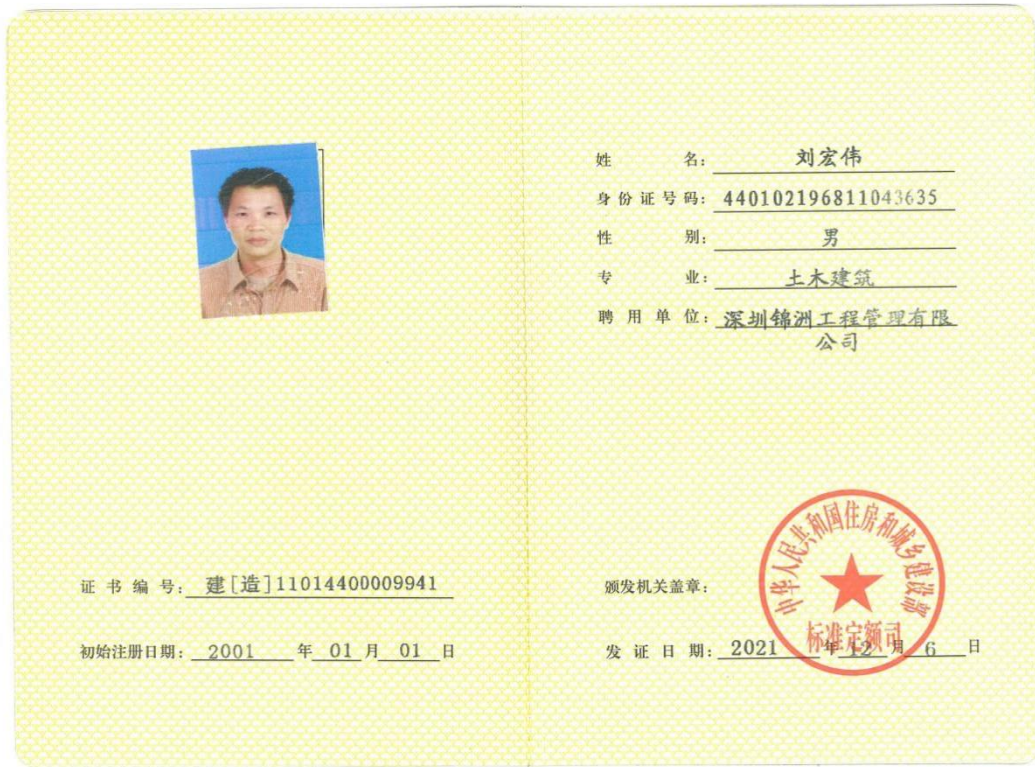 姓名：刘宏伟
身份证号码：440102196811043635
性别：男
专业：土木建筑
聘用单位：深圳锦洲工程管理有限
公司
证书编号：建[造]11014400009941
初始注册日期：2001 年 01 月 01 日
颁发机关盖章：
中华人民共和国住房和城乡建设部
标准定额司
发证日期：2021 年 12 月 6 日